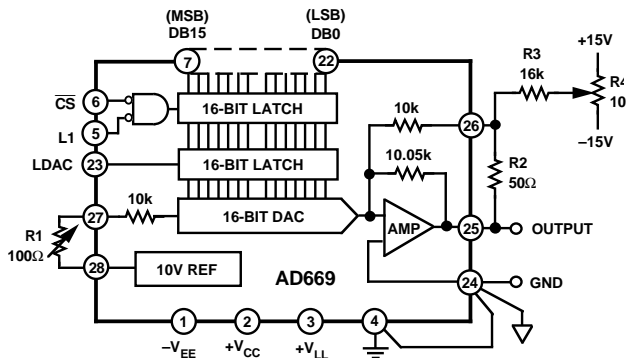 (MSB) DB15
(LSB) DB0
7
22
+15V
R3
16k
R4
10
–15V
CS
6
L1
5
16-BIT LATCH
10k
26
LDAC
23
16-BIT LATCH
10.05k
R2
50Ω
27
10k
16-BIT DAC
AMP
25
OUTPUT
R1
100Ω
28
10V REF
AD669
24
GND
1
2
3
4
–VEE
+VCC
+VLL